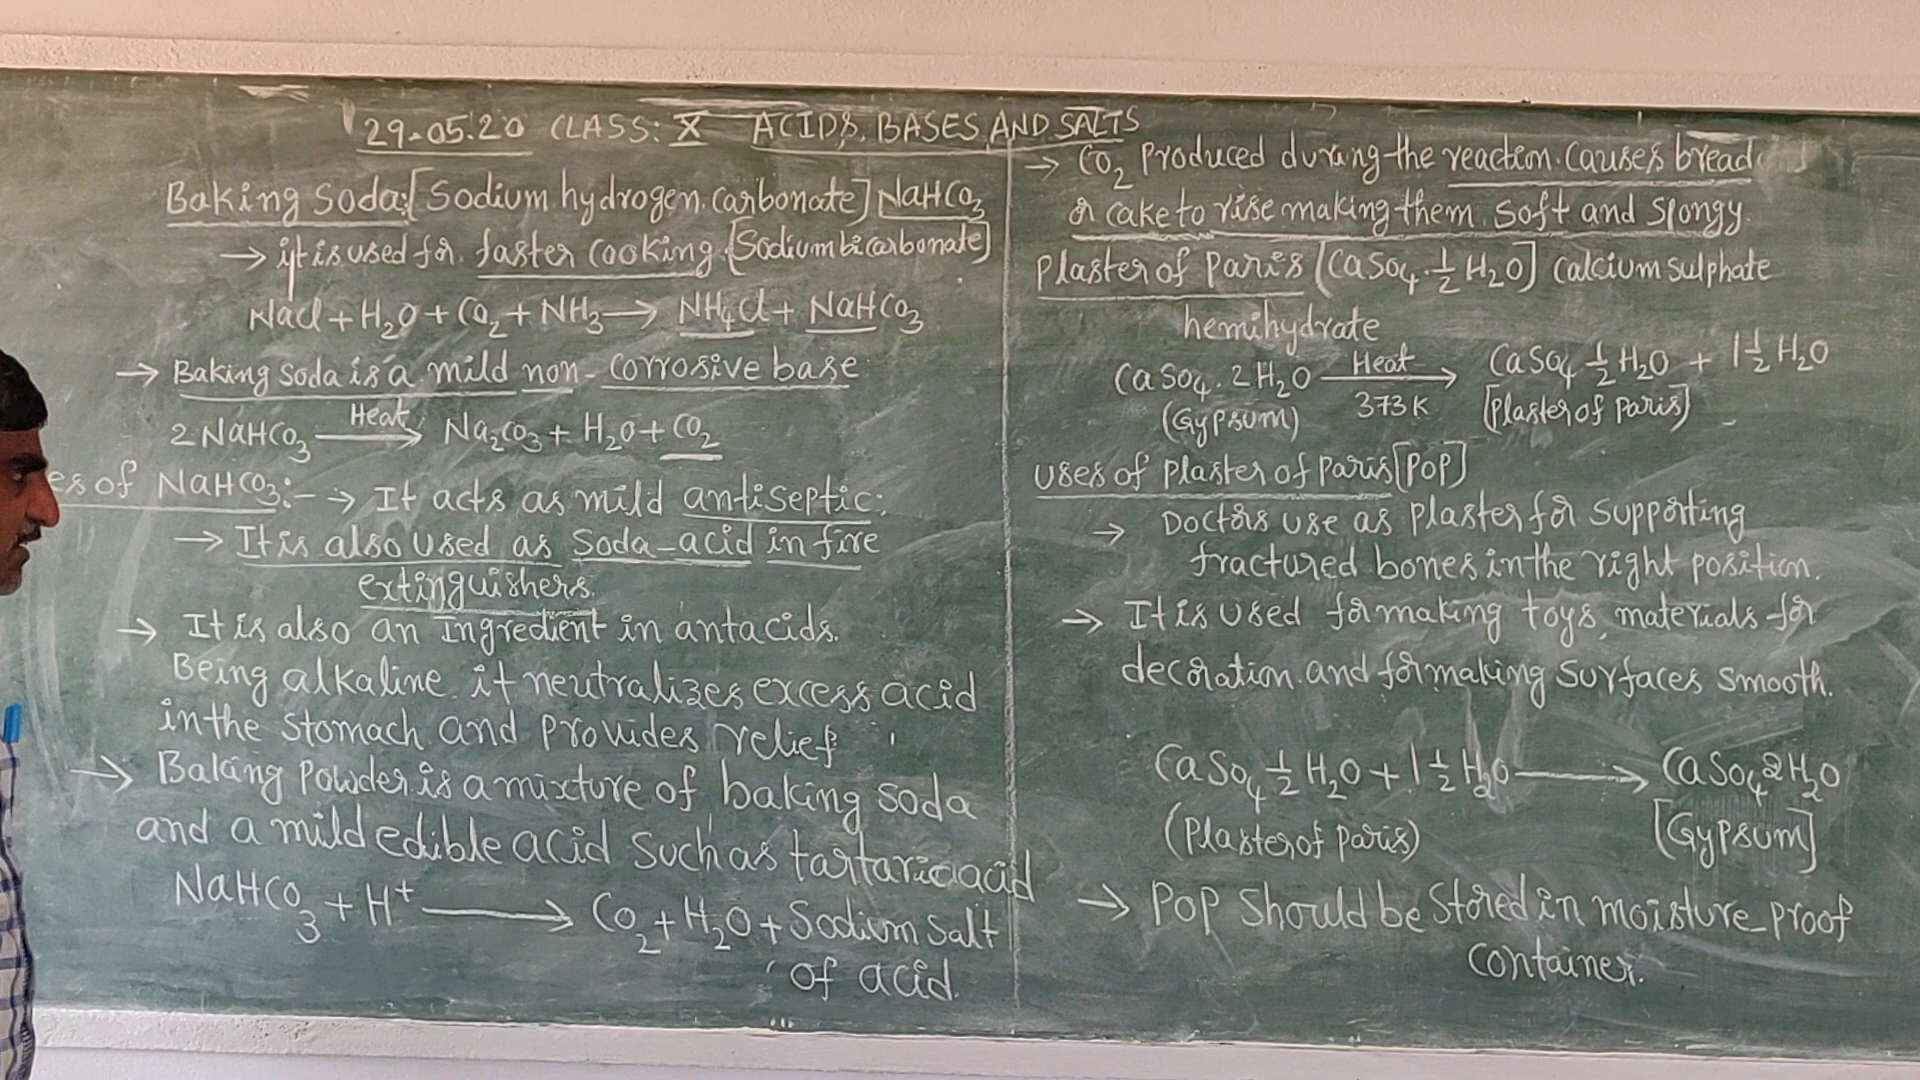 29.05.20 CLASS: X ACIDS, BASES AND SALTS
Baking Soda:[Sodium hydrogen carbonate] NaHCO3
→ it is used for faster cooking [Sodium bicarbonate]
NaCl + H2O + CO2 + NH3 → NH4Cl + NaHCO3
→ Baking Soda is a mild non-corrosive base
2 NaHCO3 —Heat→ Na2CO3 + H2O + CO2
es of NaHCO3:- → It acts as mild antiseptic.
→ It is also used as Soda-acid in fire
extinguishers.
→ It is also an Ingredient in antacids.
Being alkaline it neutralizes excess acid
in the stomach and provides relief
→ Baking Powder is a mixture of baking soda
and a mild edible acid such as tartaric acid
NaHCO3 + H+ → CO2 + H2O + Sodium Salt
of acid.
→ CO2 produced during the reaction causes bread
or cake to rise making them soft and spongy.
Plaster of Paris [CaSO4.½ H2O] Calcium sulphate
hemihydrate
CaSO4.2H2O —Heat 373K→ CaSO4 ½ H2O + 1½ H2O
(Gypsum) [Plaster of Paris]
Uses of Plaster of Paris [POP]
→ Doctors use as plaster for supporting
fractured bones in the right position.
→ It is used for making toys, materials for
decoration and for making surfaces smooth.
CaSO4 ½ H2O + 1½ H2O → CaSO4 2H2O
(Plaster of Paris) [Gypsum]
→ POP Should be Stored in moisture-proof
container.